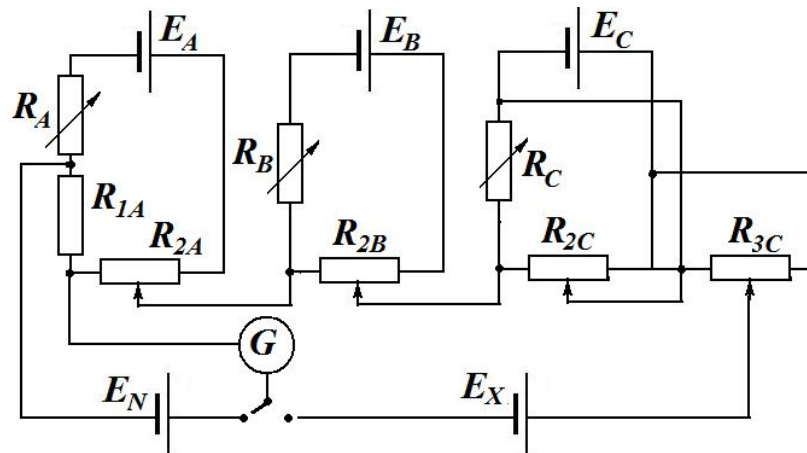 E_A
E_B
E_C
R_A
R_B
R_C
R_1A
R_2A
R_2B
R_2C
R_3C
G
E_N
E_X